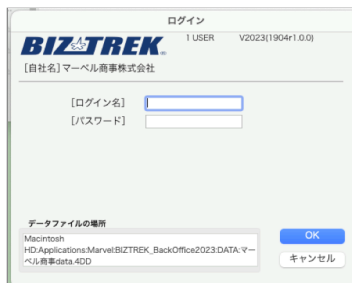 ログイン
BIZ☆TREK.
1 USER
V2023(1904r1.0.0)
[自社名]マーベル商事株式会社
[ログイン名]
[パスワード]
データファイルの場所
Macintosh
HD:Applications:Marvel:BIZTREK_BackOffice2023:DATA:マー
ベル商事data.4DD
OK
キャンセル